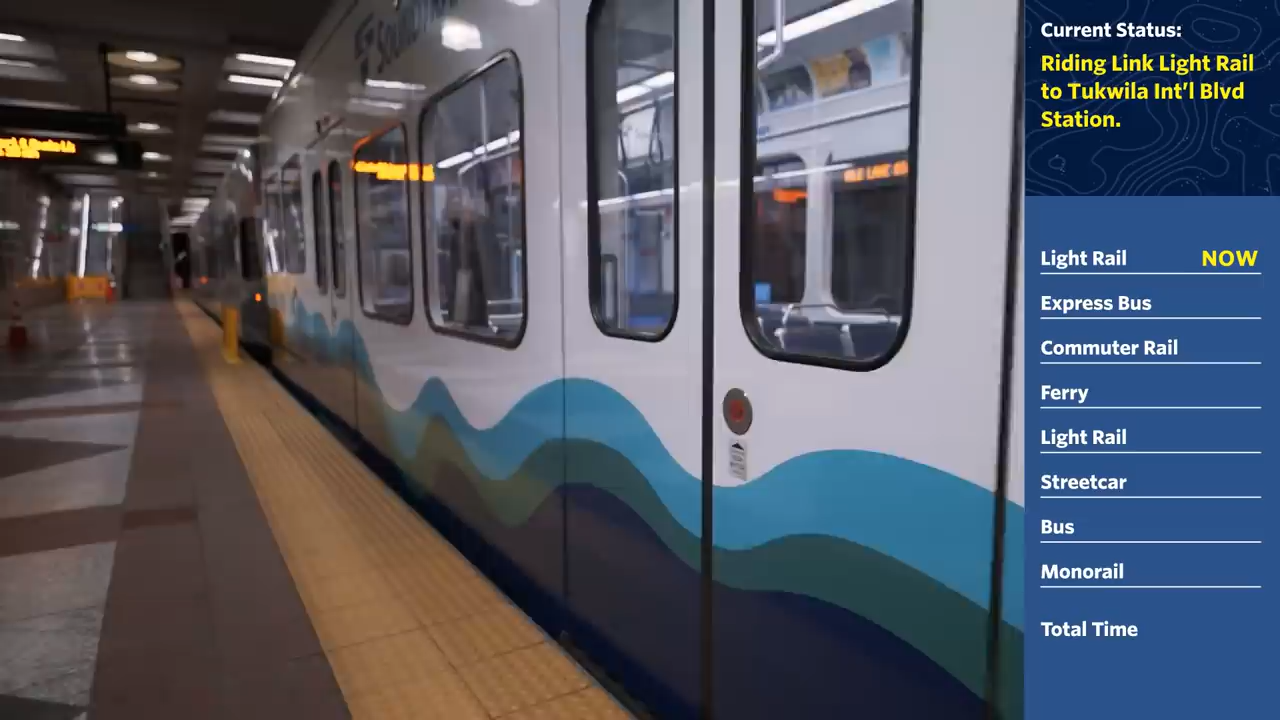 Current Status:
Riding Link Light Rail
to Tukwila Int'l Blvd
Station.
Light Rail NOW
Express Bus
Commuter Rail
Ferry
Light Rail
Streetcar
Bus
Monorail
Total Time